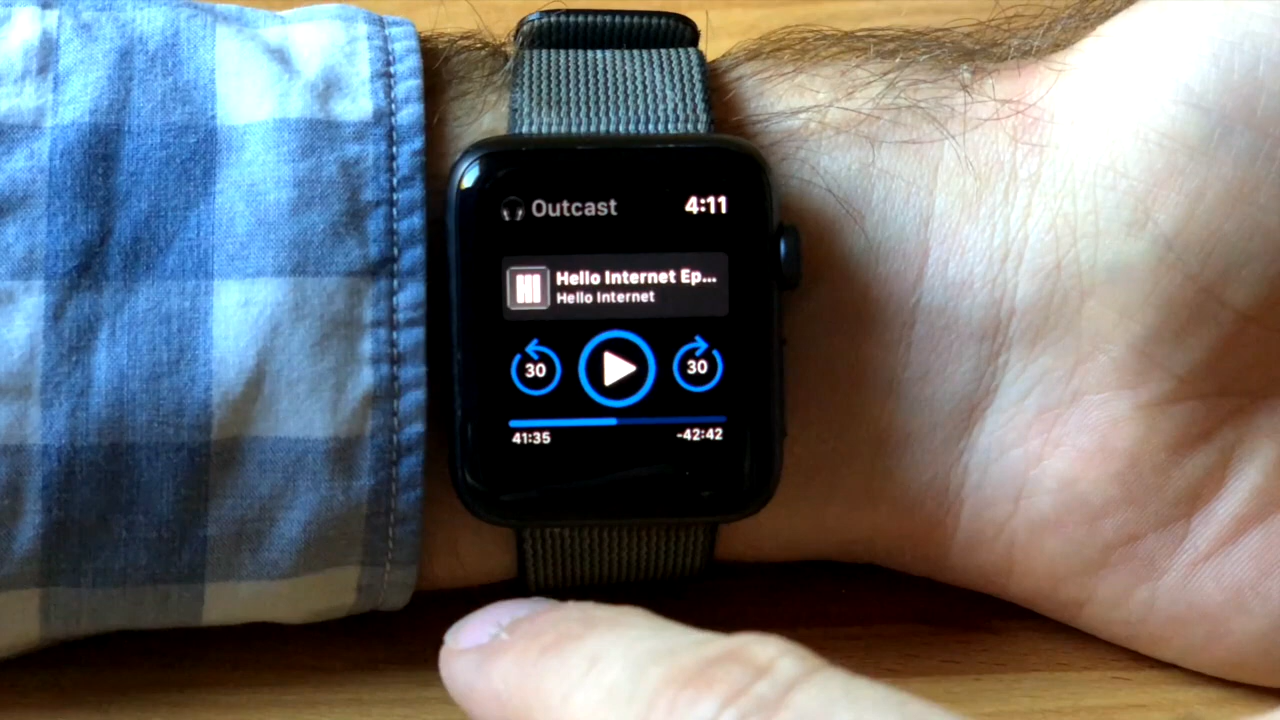 Outcast
4:11
Hello Internet Ep...
Hello Internet
30
30
41:35
-42:42